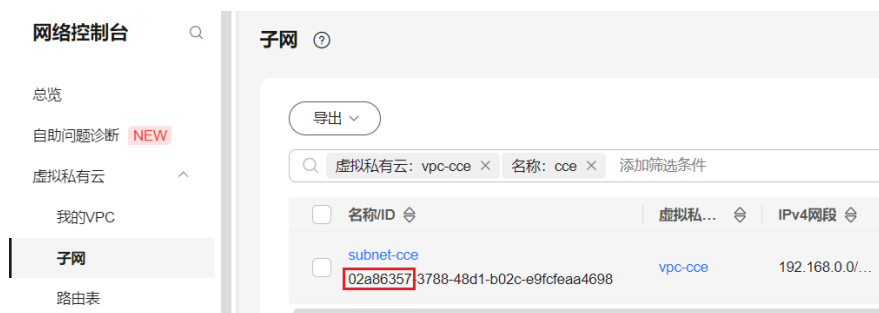 网络控制台
总览
自助问题诊断 NEW
虚拟私有云
我的VPC
子网
路由表
子网
导出
虚拟私有云：vpc-cce × 名称：cce × 添加筛选条件
名称/ID 虚拟私... IPv4网段
subnet-cce
02a86357-3788-48d1-b02c-e9fcfeaa4698
vpc-cce
192.168.0.0/...